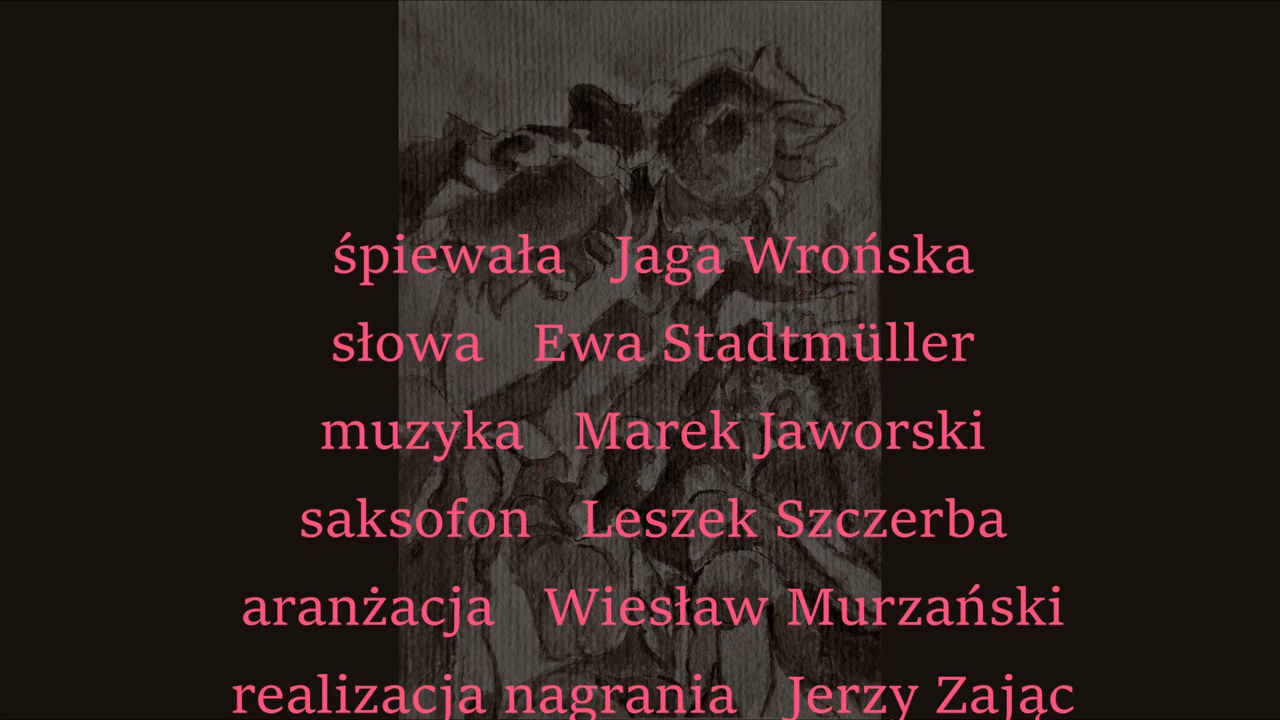 śpiewała Jaga Wrońska
słowa Ewa Stadtmüller
muzyka Marek Jaworski
saksofon Leszek Szczerba
aranżacja Wiesław Murzański
realizacja nagrania Jerzy Zając